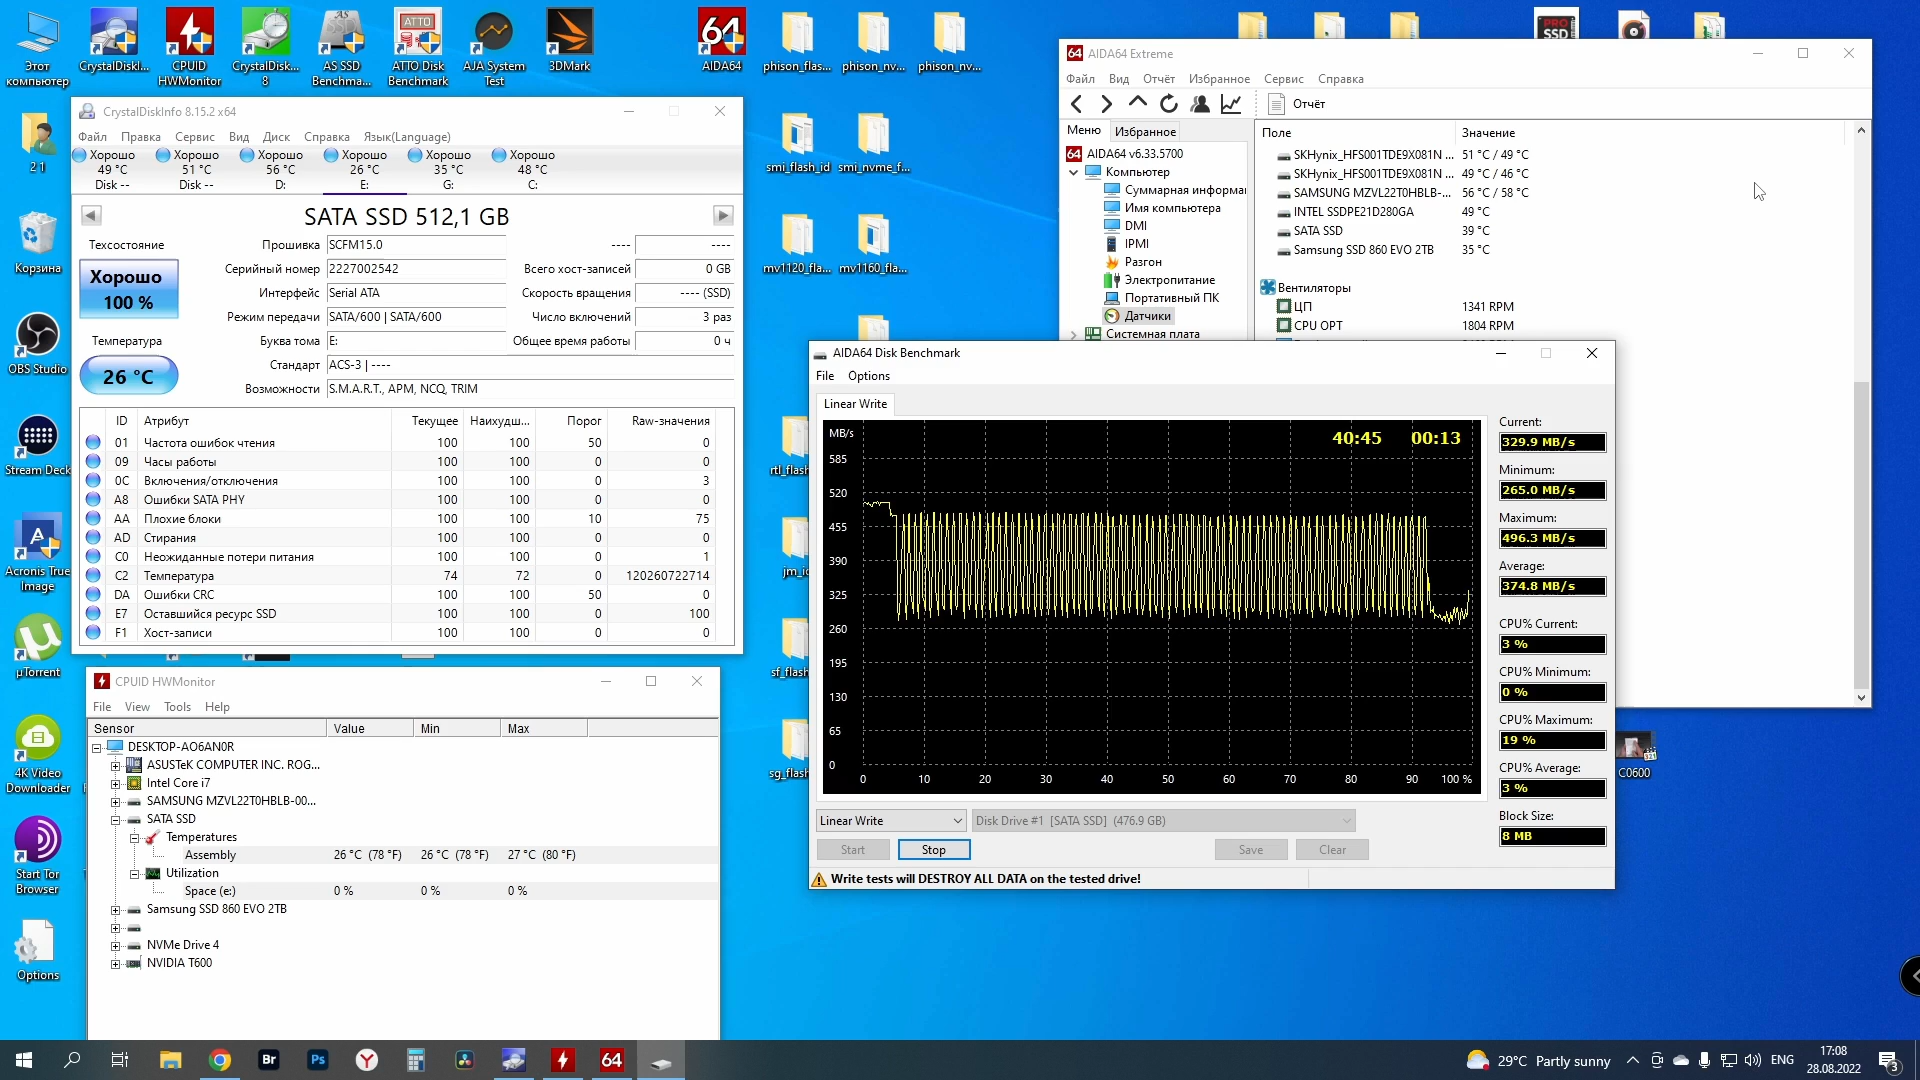 Этот компьютер
CrystalDiskI...
CPUID HWMonitor
CrystalDisk... 8
AS SSD Benchma...
ATTO Disk Benchmark
AJA System Test
3DMark
AIDA64
phison_flas...
phison_nv...
phison_nv...
2 1
smi_flash_id
smi_nvme_f...
Корзина
mv1120_fla...
mv1160_fla...
OBS Studio
Stream Deck
rtl_flash
Acronis True Image
μTorrent
sf_flash
4K Video Downloader
sg_flash
Start Tor Browser
Options
C0600
CrystalDiskInfo 8.15.2 x64
Файл Правка Сервис Вид Диск Справка Язык(Language)
Хорошо Хорошо Хорошо Хорошо Хорошо Хорошо
49 °C 51 °C 56 °C 26 °C 35 °C 48 °C
Disk -- Disk -- D: E: G: C:
SATA SSD 512,1 GB
Техсостояние
Хорошо
100 %
Температура
26 °C
Прошивка SCFM15.0 ---- ----
Серийный номер 2227002542 Всего хост-записей 0 GB
Интерфейс Serial ATA Скорость вращения ---- (SSD)
Режим передачи SATA/600 | SATA/600 Число включений 3 раз
Буква тома E: Общее время работы 0 ч
Стандарт ACS-3 | ----
Возможности S.M.A.R.T., APM, NCQ, TRIM
ID Атрибут Текущее Наихудш... Порог Raw-значения
01 Частота ошибок чтения 100 100 50 0
09 Часы работы 100 100 0 0
0C Включения/отключения 100 100 0 3
A8 Ошибки SATA PHY 100 100 0 0
AA Плохие блоки 100 100 10 75
AD Стирания 100 100 0 0
C0 Неожиданные потери питания 100 100 0 1
C2 Температура 74 72 0 120260722714
DA Ошибки CRC 100 100 50 0
E7 Оставшийся ресурс SSD 100 100 0 100
F1 Хост-записи 100 100 0 0
CPUID HWMonitor
File View Tools Help
Sensor Value Min Max
DESKTOP-AO6AN0R
ASUSTeK COMPUTER INC. ROG...
Intel Core i7
SAMSUNG MZVL22T0HBLB-00...
SATA SSD
Temperatures
Assembly 26 °C (78 °F) 26 °C (78 °F) 27 °C (80 °F)
Utilization
Space (e:) 0 % 0 % 0 %
Samsung SSD 860 EVO 2TB
NVMe Drive 4
NVIDIA T600
AIDA64 Extreme
Файл Вид Отчёт Избранное Сервис Справка
Отчёт
Меню Избранное
AIDA64 v6.33.5700
Компьютер
Суммарная информа
Имя компьютера
DMI
IPMI
Разгон
Электропитание
Портативный ПК
Датчики
Системная плата
Поле Значение
SKHynix_HFS001TDE9X081N ... 51 °C / 49 °C
SKHynix_HFS001TDE9X081N ... 49 °C / 46 °C
SAMSUNG MZVL22T0HBLB-... 56 °C / 58 °C
INTEL SSDPE21D280GA 49 °C
SATA SSD 39 °C
Samsung SSD 860 EVO 2TB 35 °C
Вентиляторы
ЦП 1341 RPM
CPU OPT 1804 RPM
AIDA64 Disk Benchmark
File Options
Linear Write
MB/s 40:45 00:13
585
520
455
390
325
260
195
130
65
0
0 10 20 30 40 50 60 70 80 90 100 %
Current:
329.9 MB/s
Minimum:
265.0 MB/s
Maximum:
496.3 MB/s
Average:
374.8 MB/s
CPU% Current:
3 %
CPU% Minimum:
0 %
CPU% Maximum:
19 %
CPU% Average:
3 %
Block Size:
8 MB
Linear Write Disk Drive #1 [SATA SSD] (476.9 GB)
Start Stop Save Clear
Write tests will DESTROY ALL DATA on the tested drive!
29°C Partly sunny ENG 17:08
28.08.2022
3